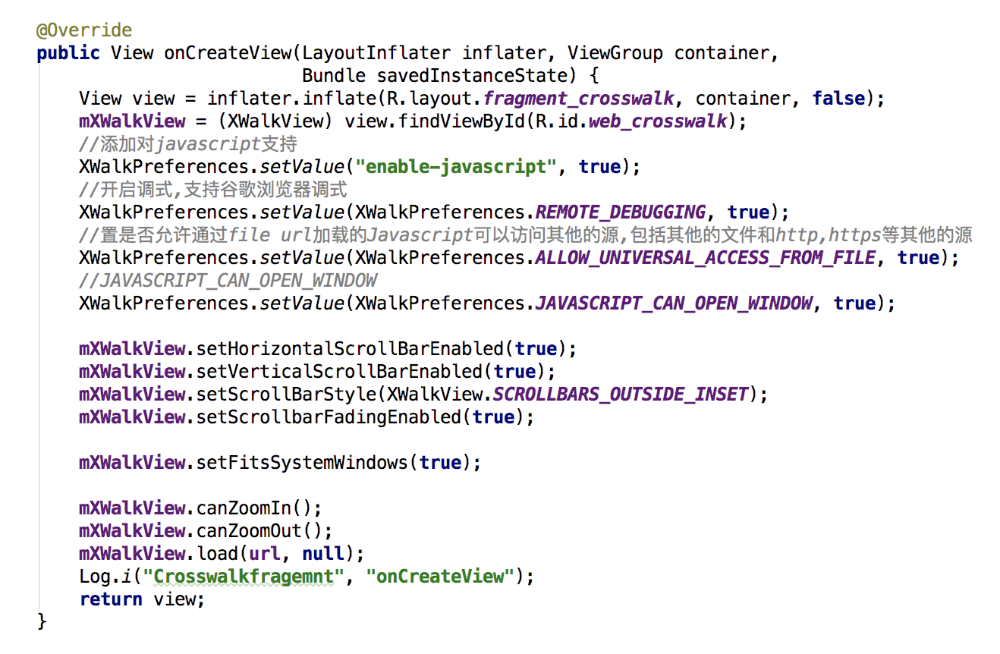 @Override
public View onCreateView(LayoutInflater inflater, ViewGroup container,
                         Bundle savedInstanceState) {
    View view = inflater.inflate(R.layout.fragment_crosswalk, container, false);
    mXWalkView = (XWalkView) view.findViewById(R.id.web_crosswalk);
    //添加对javascript支持
    XWalkPreferences.setValue("enable-javascript", true);
    //开启调式,支持谷歌浏览器调式
    XWalkPreferences.setValue(XWalkPreferences.REMOTE_DEBUGGING, true);
    //置是否允许通过file url加载的Javascript可以访问其他的源,包括其他的文件和http,https等其他的源
    XWalkPreferences.setValue(XWalkPreferences.ALLOW_UNIVERSAL_ACCESS_FROM_FILE, true);
    //JAVASCRIPT_CAN_OPEN_WINDOW
    XWalkPreferences.setValue(XWalkPreferences.JAVASCRIPT_CAN_OPEN_WINDOW, true);

    mXWalkView.setHorizontalScrollBarEnabled(true);
    mXWalkView.setVerticalScrollBarEnabled(true);
    mXWalkView.setScrollBarStyle(XWalkView.SCROLLBARS_OUTSIDE_INSET);
    mXWalkView.setScrollbarFadingEnabled(true);

    mXWalkView.setFitsSystemWindows(true);

    mXWalkView.canZoomIn();
    mXWalkView.canZoomOut();
    mXWalkView.load(url, null);
    Log.i("Crosswalkfragemnt", "onCreateView");
    return view;
}